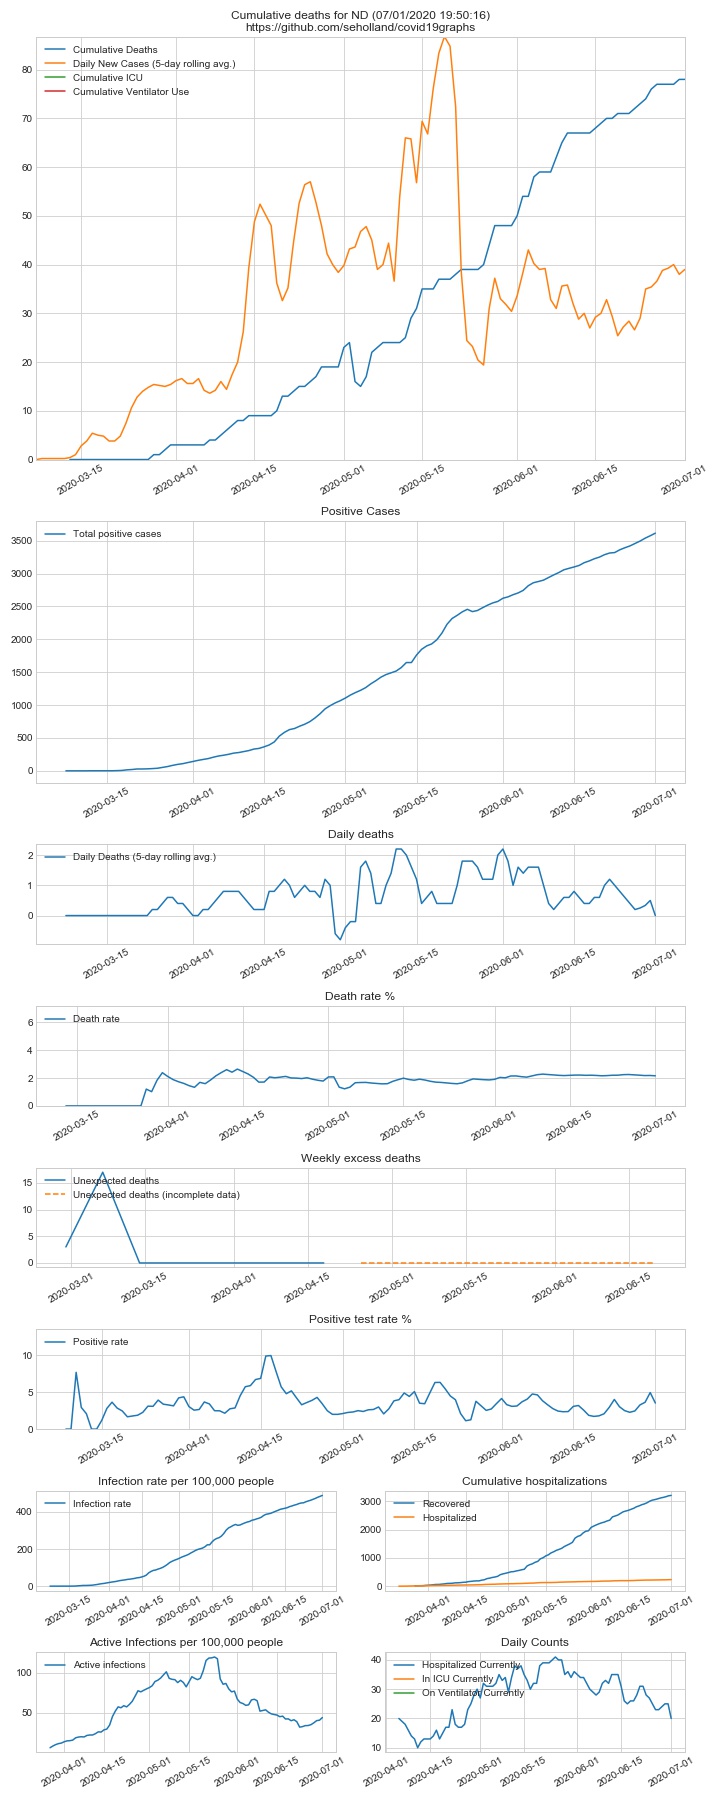 Cumulative deaths for ND (07/01/2020 19:50:16)
https://github.com/seholland/covid19graphs
Cumulative Deaths
Daily New Cases (5-day rolling avg.)
Cumulative ICU
Cumulative Ventilator Use
80
70
60
50
40
30
20
10
0
2020-03-15 2020-04-01 2020-04-15 2020-05-01 2020-05-15 2020-06-01 2020-06-15 2020-07-01
Positive Cases
Total positive cases
3500
3000
2500
2000
1500
1000
500
0
2020-03-15 2020-04-01 2020-04-15 2020-05-01 2020-05-15 2020-06-01 2020-06-15 2020-07-01
Daily deaths
Daily Deaths (5-day rolling avg.)
2
1
0
2020-03-15 2020-04-01 2020-04-15 2020-05-01 2020-05-15 2020-06-01 2020-06-15 2020-07-01
Death rate %
Death rate
6
4
2
0
2020-03-15 2020-04-01 2020-04-15 2020-05-01 2020-05-15 2020-06-01 2020-06-15 2020-07-01
Weekly excess deaths
Unexpected deaths
Unexpected deaths (incomplete data)
15
10
5
0
2020-03-01 2020-03-15 2020-04-01 2020-04-15 2020-05-01 2020-05-15 2020-06-01 2020-06-15
Positive test rate %
Positive rate
10
5
0
2020-03-15 2020-04-01 2020-04-15 2020-05-01 2020-05-15 2020-06-01 2020-06-15 2020-07-01
Infection rate per 100,000 people
Infection rate
400
200
0
2020-03-15 2020-04-01 2020-04-15 2020-05-01 2020-05-15 2020-06-01 2020-06-15 2020-07-01
Cumulative hospitalizations
Recovered
Hospitalized
3000
2000
1000
0
2020-04-01 2020-04-15 2020-05-01 2020-05-15 2020-06-01 2020-06-15 2020-07-01
Active Infections per 100,000 people
Active infections
100
50
2020-04-01 2020-04-15 2020-05-01 2020-05-15 2020-06-01 2020-06-15 2020-07-01
Daily Counts
Hospitalized Currently
In ICU Currently
On Ventilator Currently
40
30
20
10
2020-04-01 2020-04-15 2020-05-01 2020-05-15 2020-06-01 2020-06-15 2020-07-01